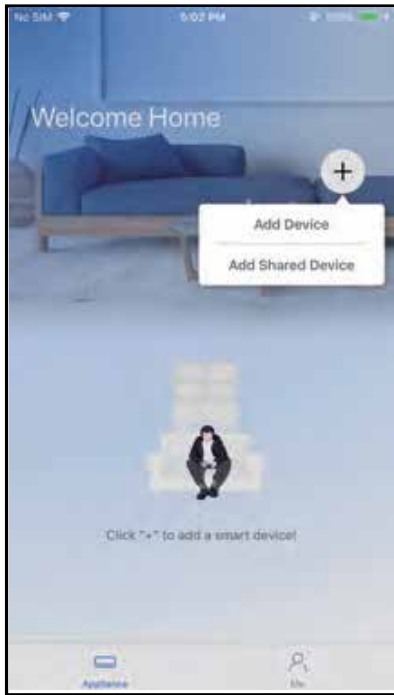 No SIM 5:02 PM 100%
Welcome Home
+
Add Device
Add Shared Device
Click "+" to add a smart device!
Appliance Me